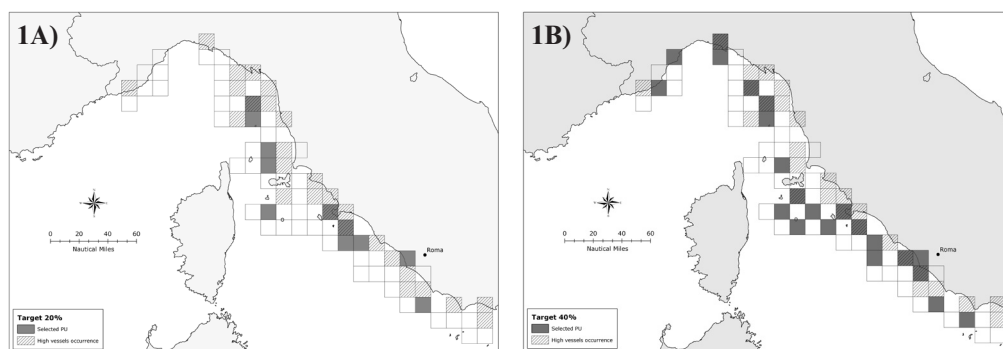 1A)
Roma
0 20 40 60
Nautical Miles
Target 20%
Selected PU
High vessels occurrence
1B)
Roma
0 20 40 60
Nautical Miles
Target 40%
Selected PU
High vessels occurrence